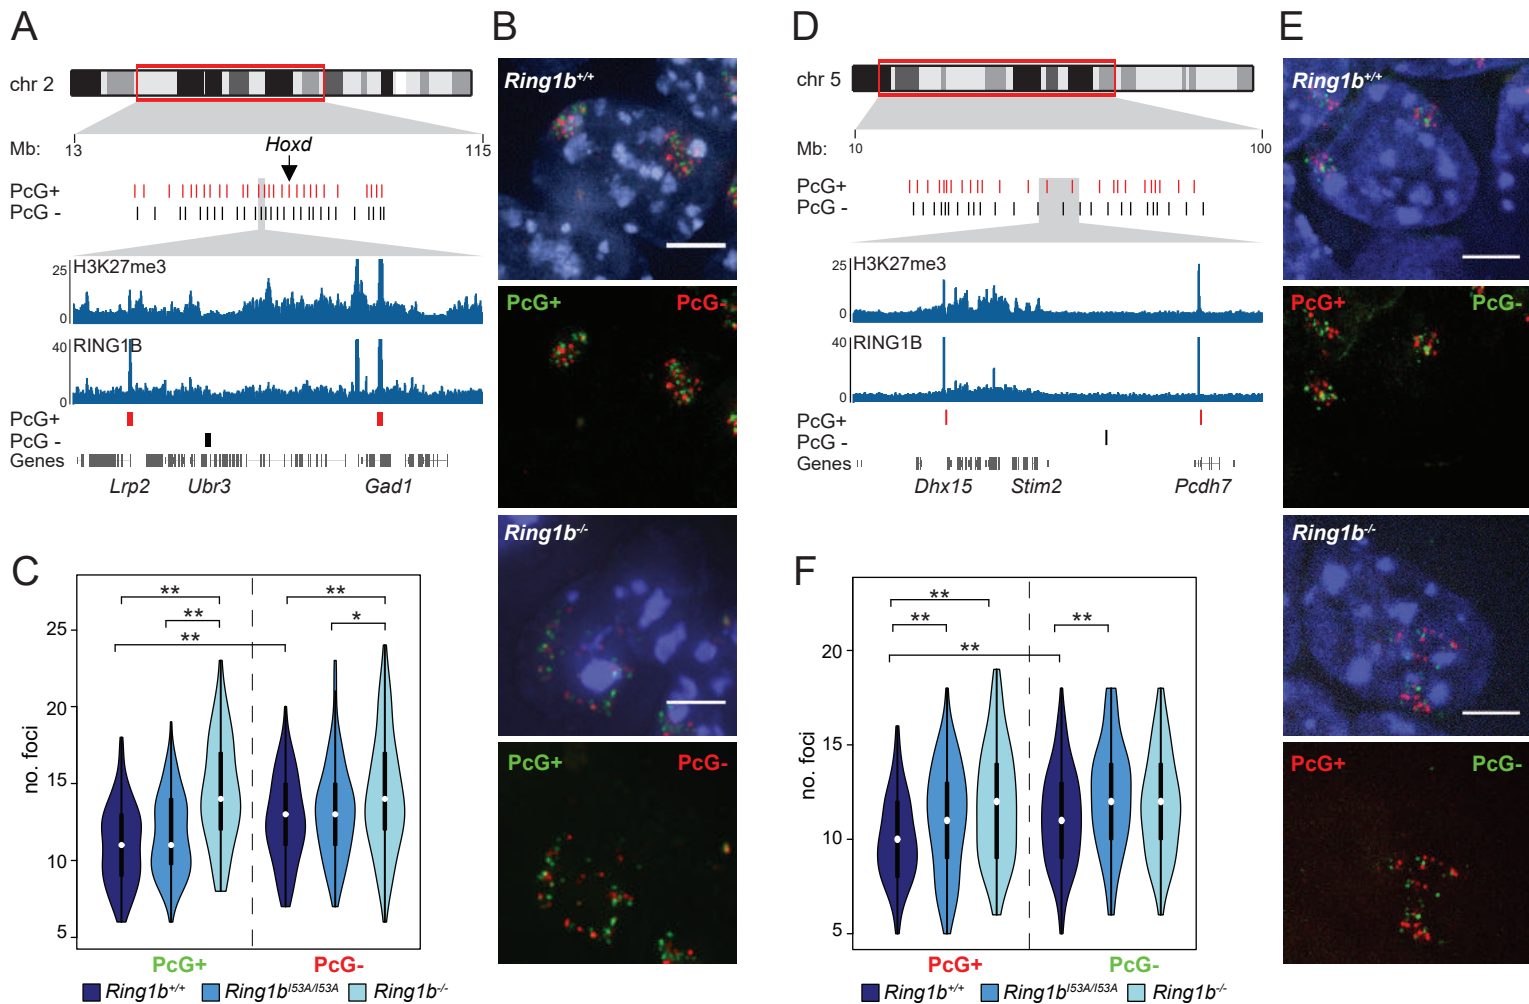 A
chr 2
13
115
Mb:
Hoxd
PcG+
PcG -
H3K27me3
25
0
RING1B
40
0
PcG+
PcG -
Genes
Lrp2
Ubr3
Gad1
B
Ring1b+/+
PcG+
PcG-
Ring1b-/-
PcG+
PcG-
C
no. foci
25
20
15
10
5
**
**
**
**
*
PcG+
PcG-
Ring1b+/+
Ring1bI53A/I53A
Ring1b-/-
D
chr 5
10
100
Mb:
PcG+
PcG -
H3K27me3
25
0
RING1B
40
0
PcG+
PcG -
Genes
Dhx15
Stim2
Pcdh7
E
Ring1b+/+
PcG+
PcG-
Ring1b-/-
PcG+
PcG-
F
no. foci
20
15
10
5
**
**
**
**
PcG+
PcG-
Ring1b+/+
Ring1bI53A/I53A
Ring1b-/-